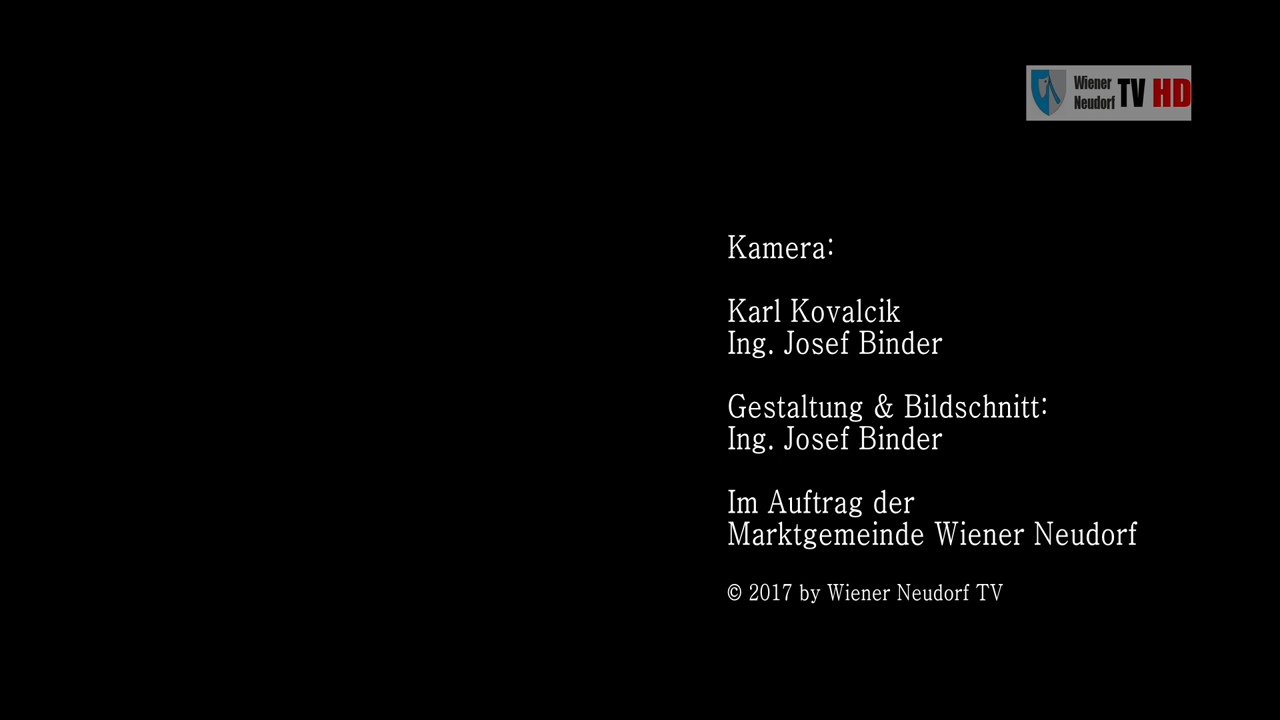 Wiener
Neudorf TV HD
Kamera:
Karl Kovalcik
Ing. Josef Binder
Gestaltung & Bildschnitt:
Ing. Josef Binder
Im Auftrag der
Marktgemeinde Wiener Neudorf
© 2017 by Wiener Neudorf TV